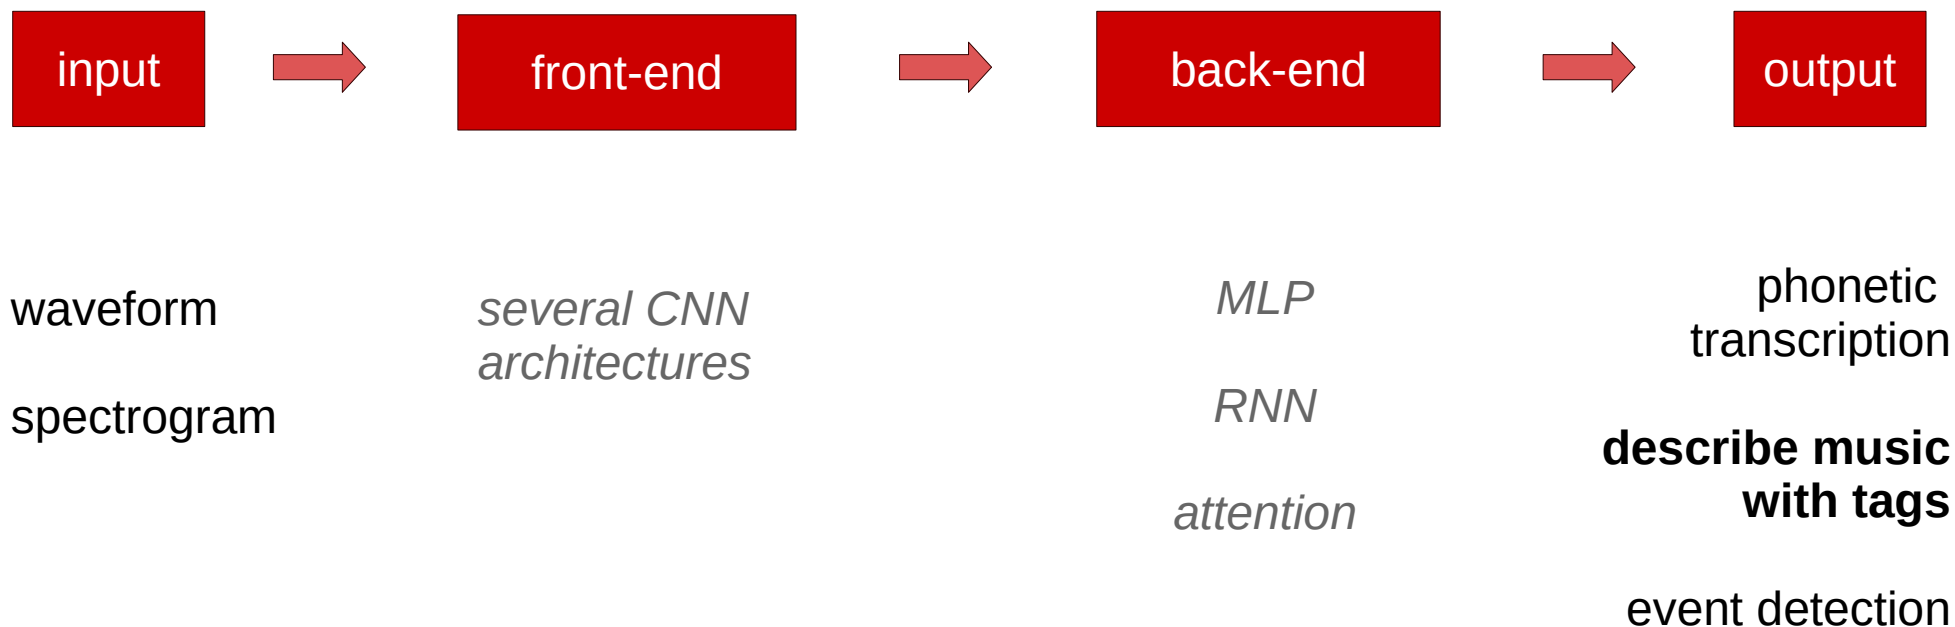 input
front-end
back-end
output
waveform
spectrogram
several CNN
architectures
MLP
RNN
attention
phonetic
transcription
describe music
with tags
event detection